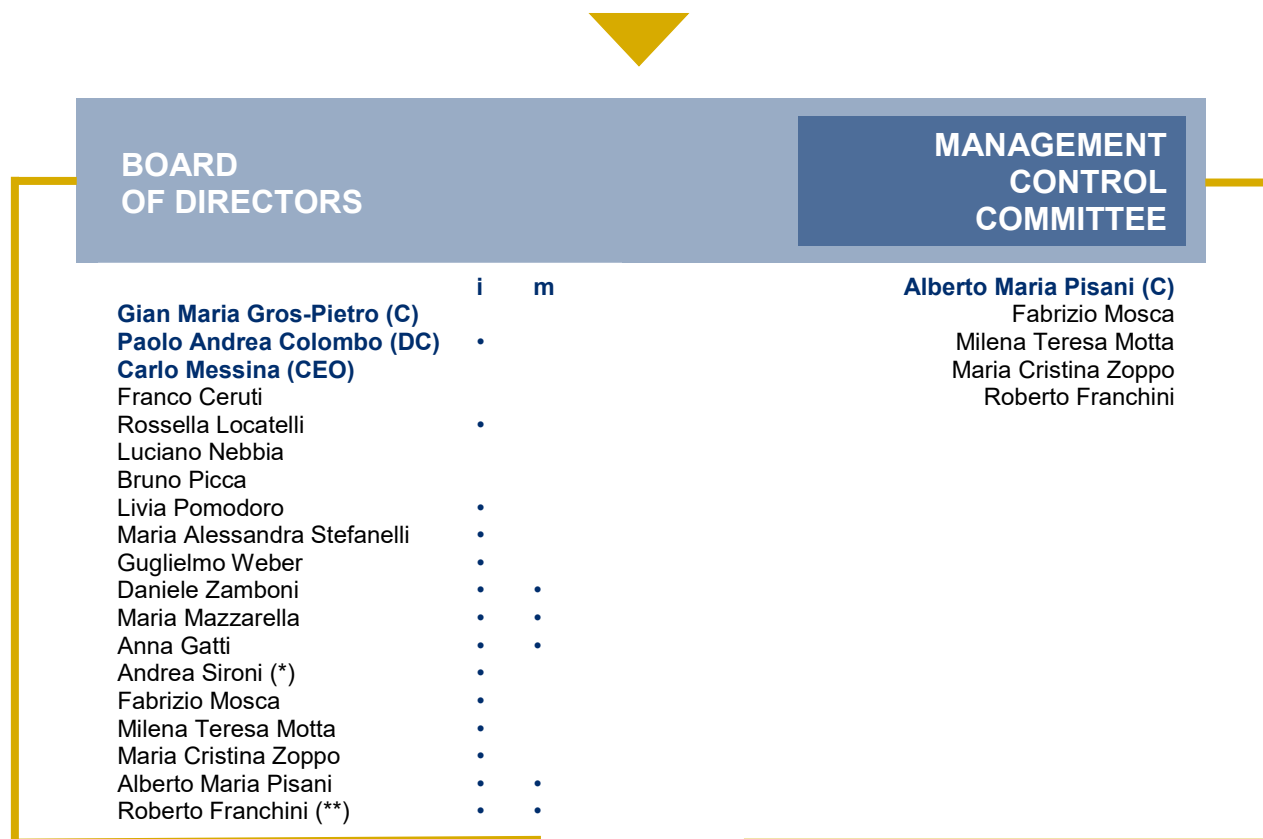 BOARD
OF DIRECTORS
MANAGEMENT
CONTROL
COMMITTEE
i m
Gian Maria Gros-Pietro (C)
Paolo Andrea Colombo (DC) •
Carlo Messina (CEO)
Franco Ceruti
Rossella Locatelli •
Luciano Nebbia
Bruno Picca
Livia Pomodoro •
Maria Alessandra Stefanelli •
Guglielmo Weber •
Daniele Zamboni • •
Maria Mazzarella • •
Anna Gatti • •
Andrea Sironi (*) •
Fabrizio Mosca •
Milena Teresa Motta •
Maria Cristina Zoppo •
Alberto Maria Pisani • •
Roberto Franchini (**) • •
Alberto Maria Pisani (C)
Fabrizio Mosca
Milena Teresa Motta
Maria Cristina Zoppo
Roberto Franchini